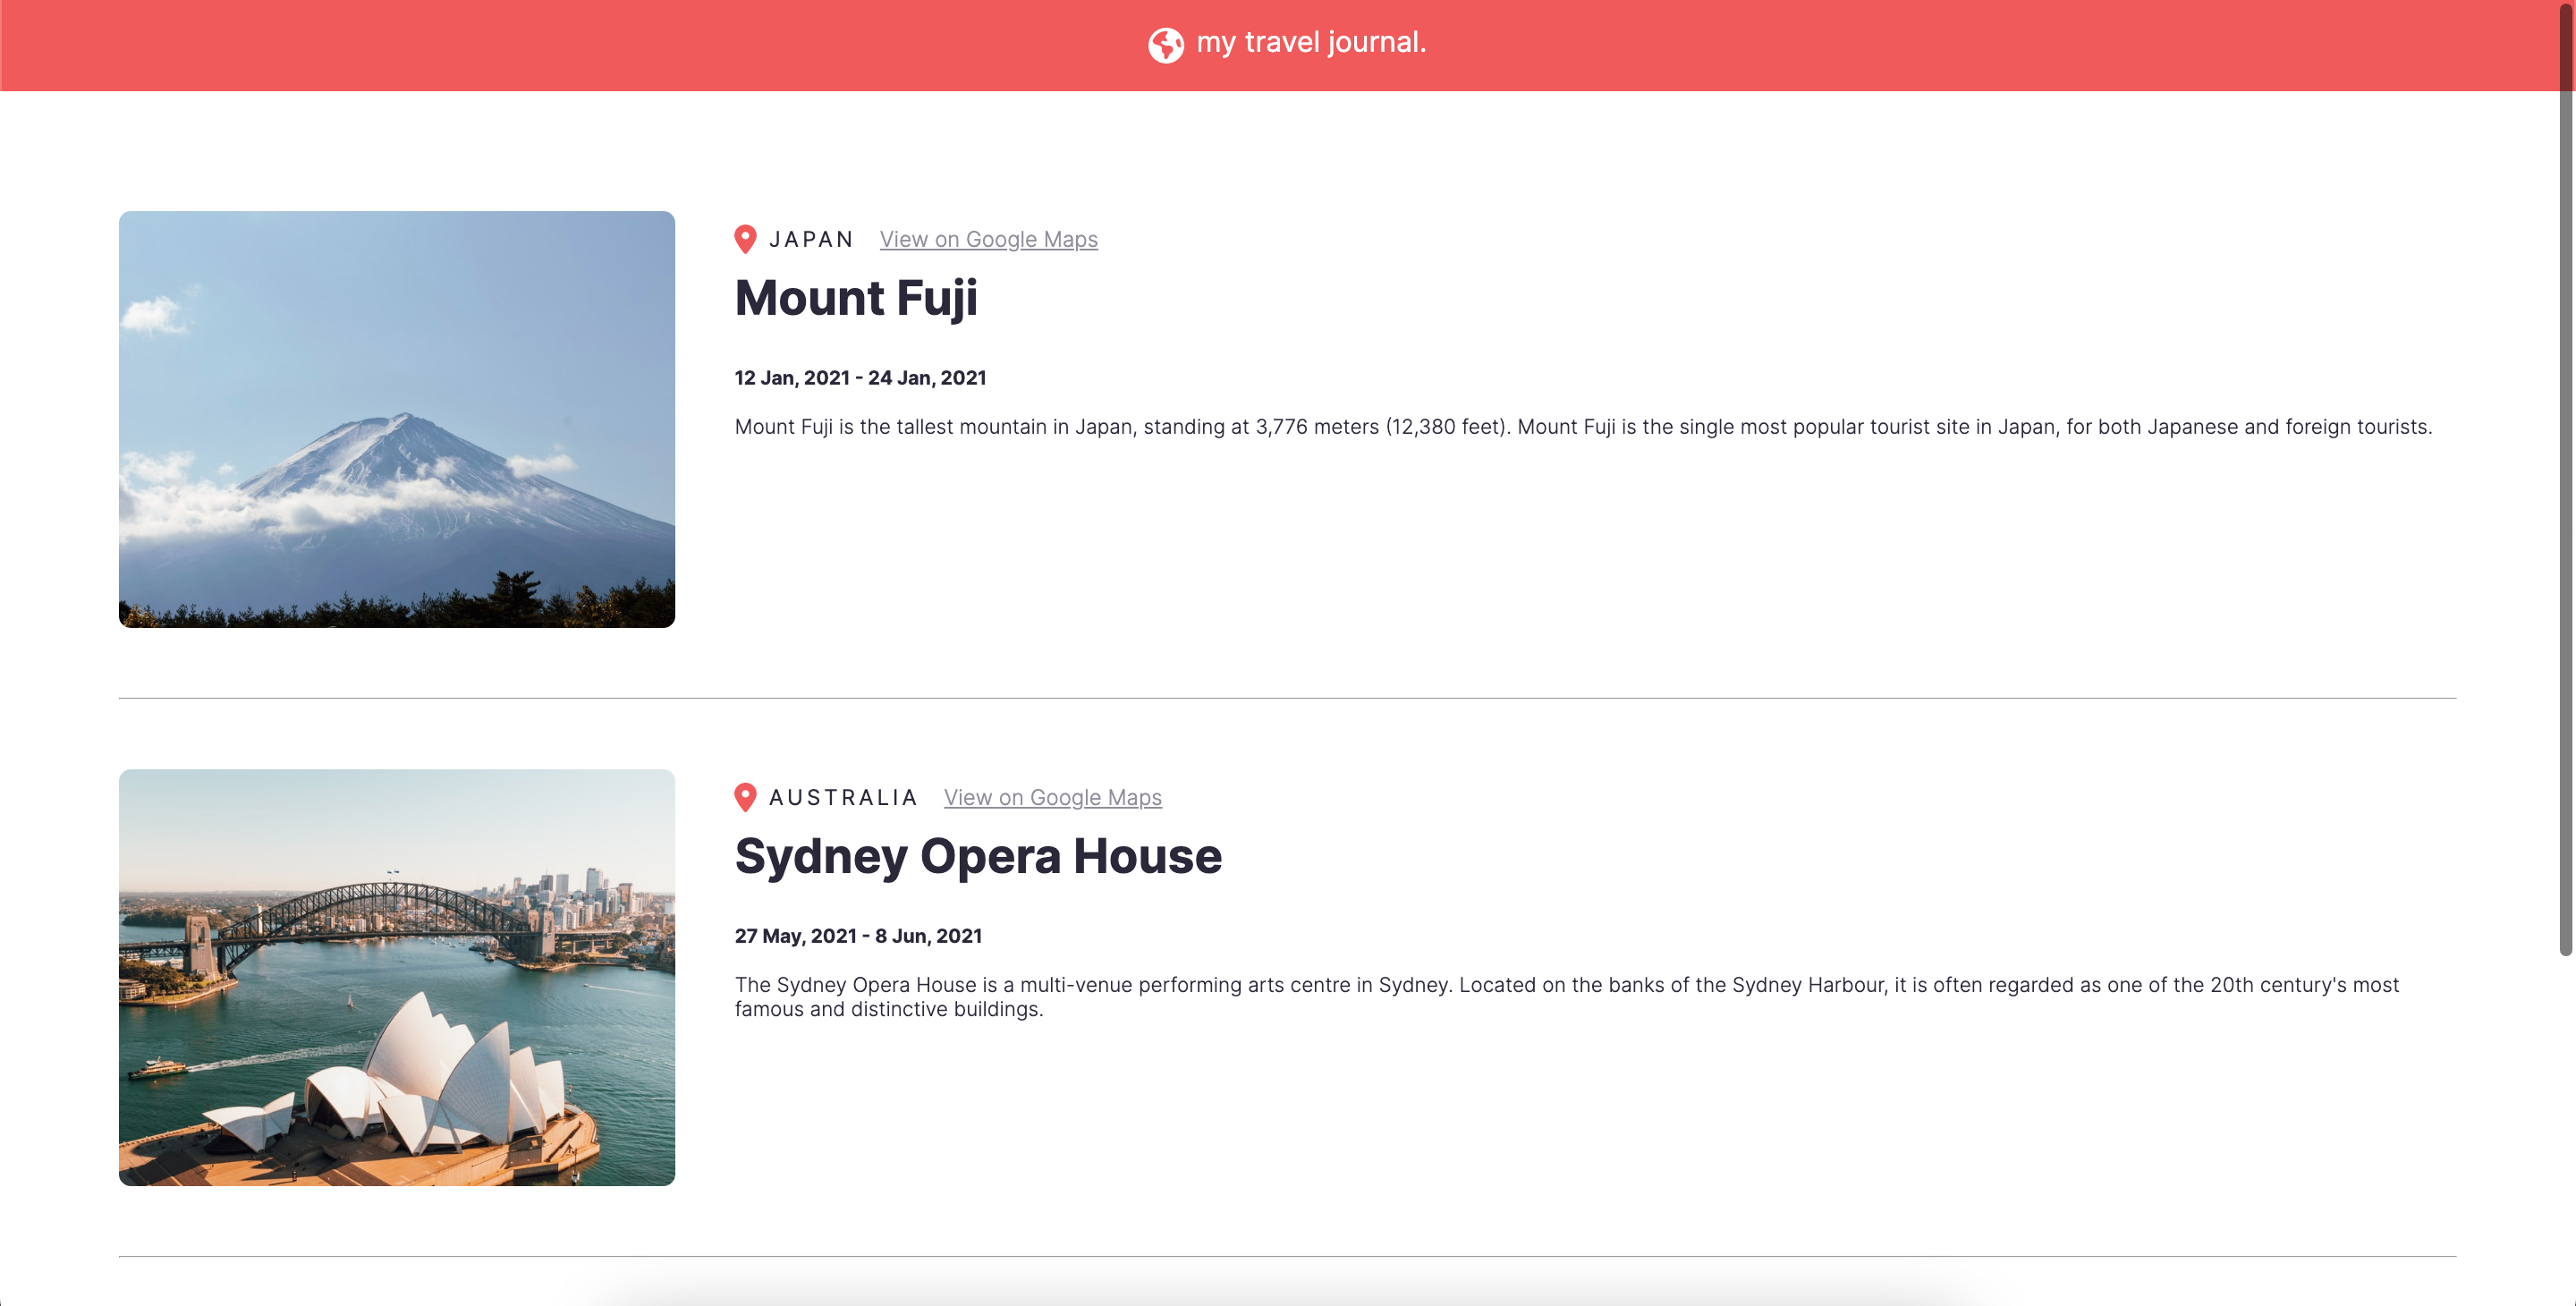 my travel journal.
JAPAN View on Google Maps
Mount Fuji
12 Jan, 2021 - 24 Jan, 2021
Mount Fuji is the tallest mountain in Japan, standing at 3,776 meters (12,380 feet). Mount Fuji is the single most popular tourist site in Japan, for both Japanese and foreign tourists.
AUSTRALIA View on Google Maps
Sydney Opera House
27 May, 2021 - 8 Jun, 2021
The Sydney Opera House is a multi-venue performing arts centre in Sydney. Located on the banks of the Sydney Harbour, it is often regarded as one of the 20th century's most
famous and distinctive buildings.